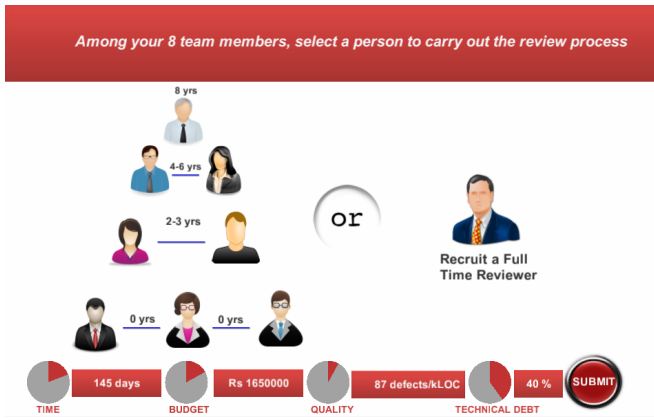 Among your 8 team members, select a person to carry out the review process
8 yrs
4-6 yrs
2-3 yrs
or
Recruit a Full
Time Reviewer
0 yrs
0 yrs
145 days
Rs 1650000
87 defects/kLOC
40 %
SUBMIT
TIME
BUDGET
QUALITY
TECHNICAL DEBT